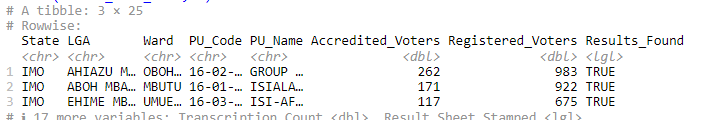 # A tibble: 3 × 25
# Rowwise:
State LGA Ward PU_Code PU_Name Accredited_Voters Registered_Voters Results_Found
<chr> <chr> <chr> <chr> <chr> <dbl> <dbl> <lgl>
1 IMO AHIAZU M… OBOH… 16-02-… GROUP … 262 983 TRUE
2 IMO ABOH MBA… MBUTU 16-01-… ISIALA… 171 922 TRUE
3 IMO EHIME MB… UMUE… 16-03-… ISI-AF… 117 675 TRUE
# ℹ 17 more variables: Transcription_Count <dbl>, Result_Sheet_Stamped <lgl>,